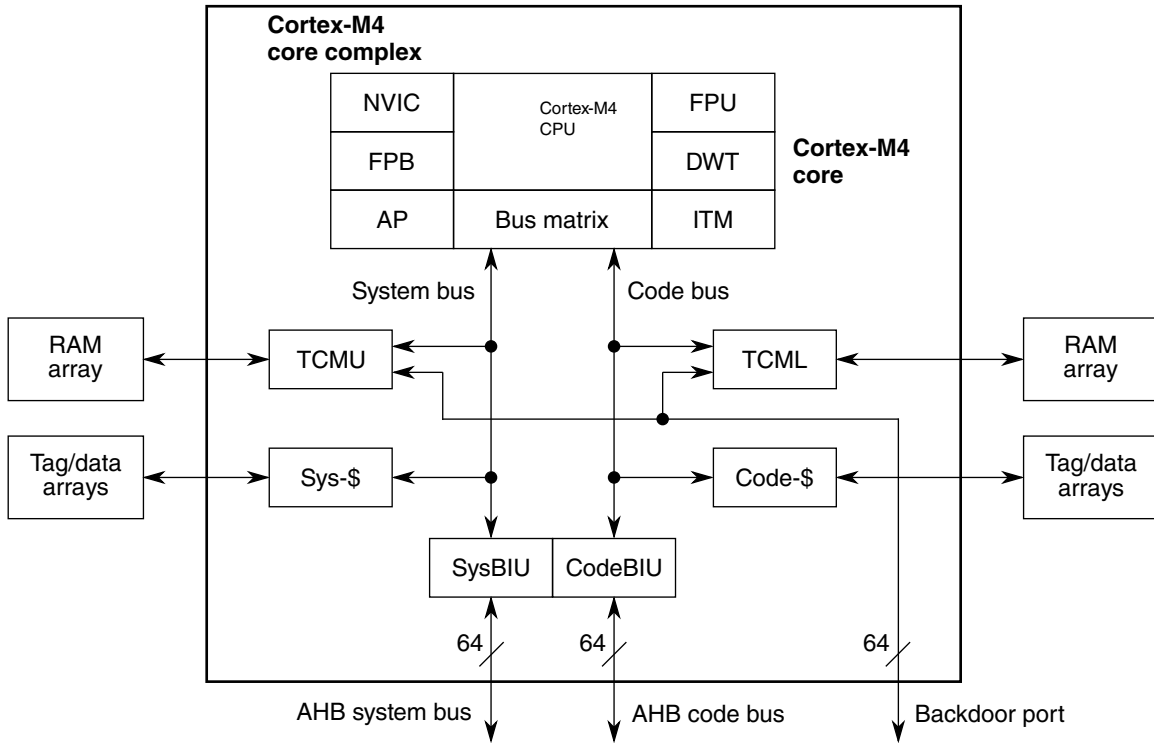 Cortex-M4
core complex
NVIC
Cortex-M4
CPU
FPU
FPB
DWT
Cortex-M4
core
AP
Bus matrix
ITM
System bus
Code bus
RAM
array
TCMU
TCML
RAM
array
Tag/data
arrays
Sys-$
Code-$
Tag/data
arrays
SysBIU
CodeBIU
64
64
64
AHB system bus
AHB code bus
Backdoor port